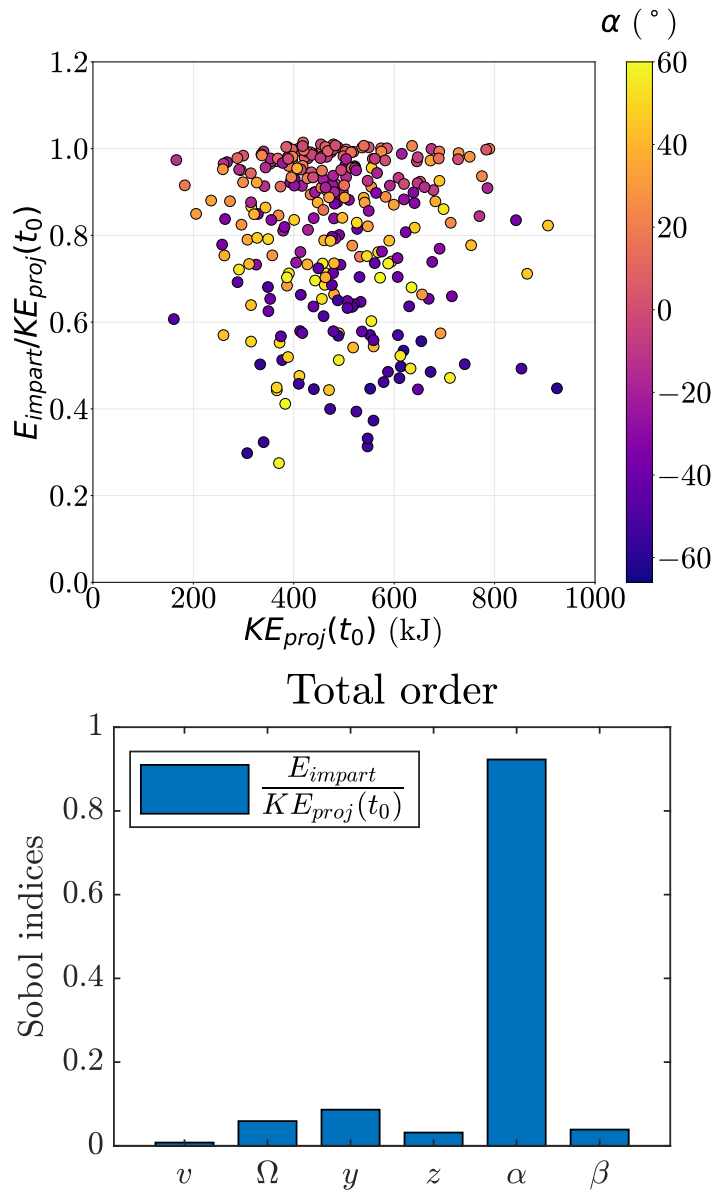 α (°)
1.2
1.0
0.8
0.6
0.4
0.2
0.0
E_impart/KE_proj(t_0)
0 200 400 600 800 1000
KE_proj(t_0) (kJ)
60
40
20
0
−20
−40
−60
Total order
1
0.8
0.6
0.4
0.2
0
Sobol indices
E_impart
KE_proj(t_0)
v Ω y z α β